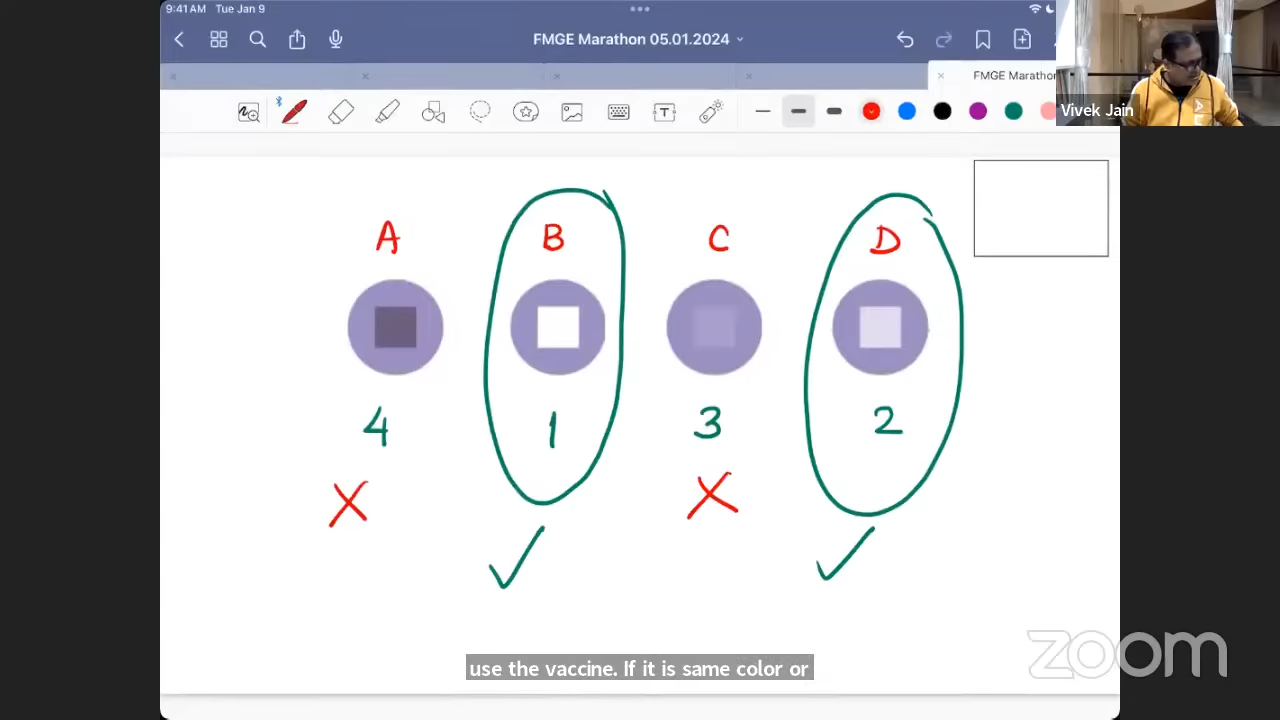 9:41 AM Tue Jan 9
FMGE Marathon 05.01.2024
FMGE Marathon
Vivek Jain
T
A B C D
4 1 3 2
use the vaccine. If it is same color or
zoom